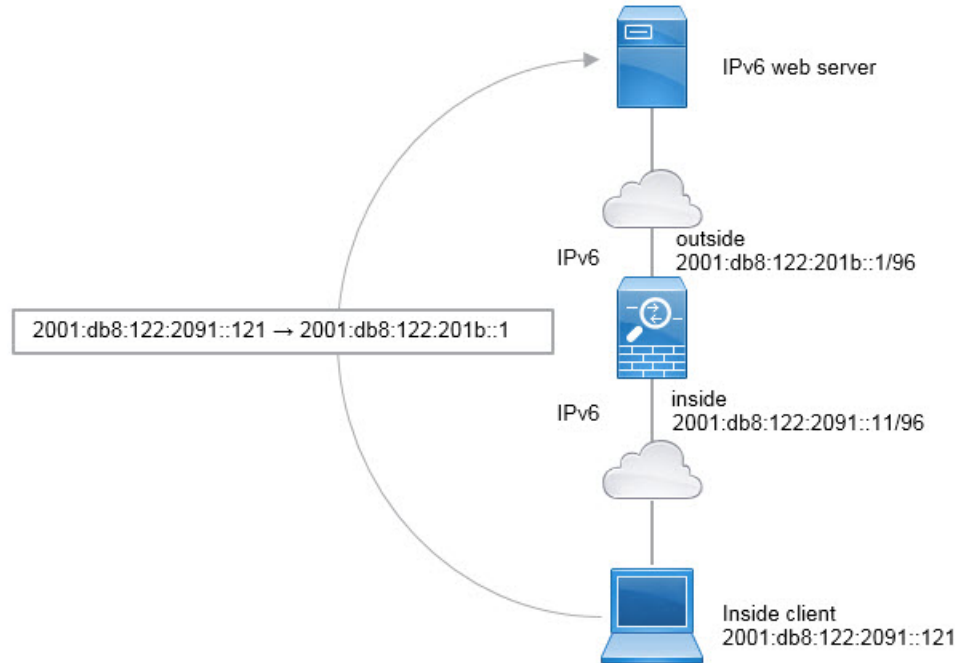 IPv6 web server
outside
IPv6
2001:db8:122:201b::1/96
2001:db8:122:2091::121 → 2001:db8:122:201b::1
inside
IPv6
2001:db8:122:2091::11/96
Inside client
2001:db8:122:2091::121